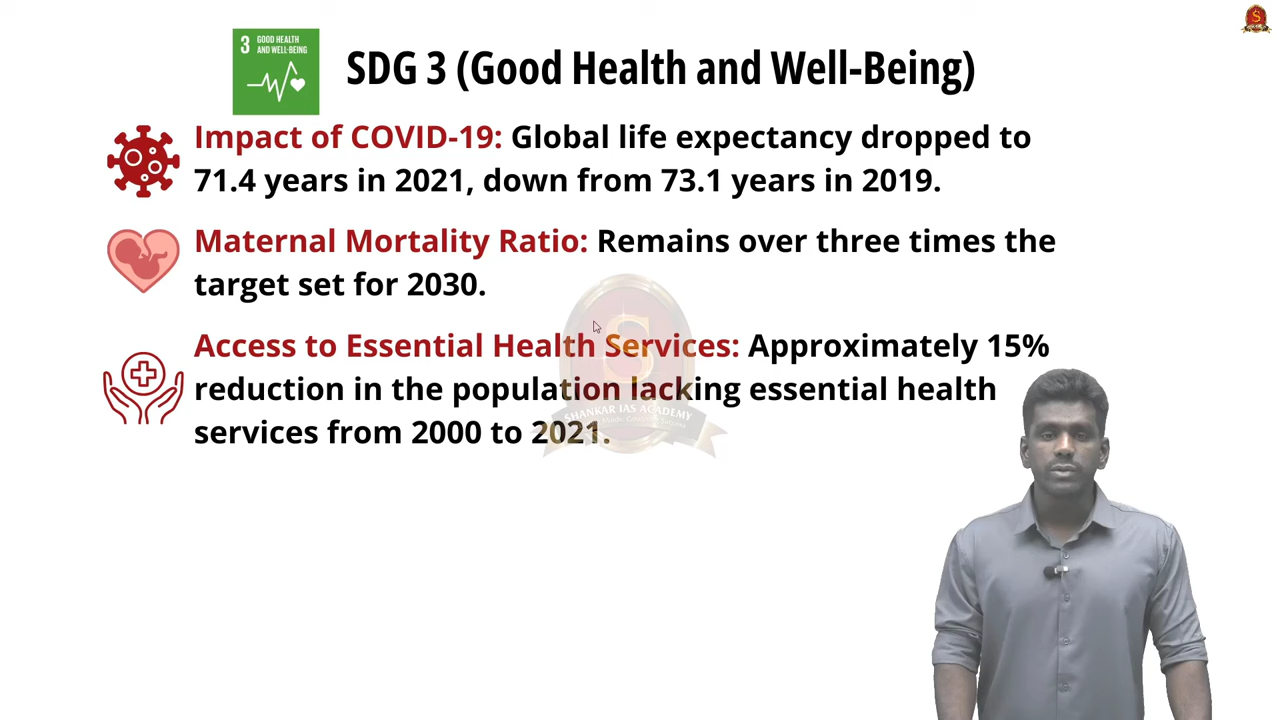 3 GOOD HEALTH
AND WELL-BEING
SDG 3 (Good Health and Well-Being)
Impact of COVID-19: Global life expectancy dropped to
71.4 years in 2021, down from 73.1 years in 2019.
Maternal Mortality Ratio: Remains over three times the
target set for 2030.
Access to Essential Health Services: Approximately 15%
reduction in the population lacking essential health
services from 2000 to 2021.
SHANKAR IAS ACADEMY